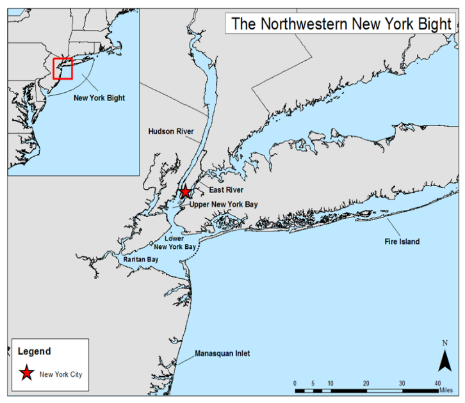 The Northwestern New York Bight
New York Bight
Hudson River
East River
Upper New York Bay
Lower
New York Bay
Raritan Bay
Fire Island
Manasquan Inlet
Legend
New York City
N
0 5 10 20 30 40
Miles